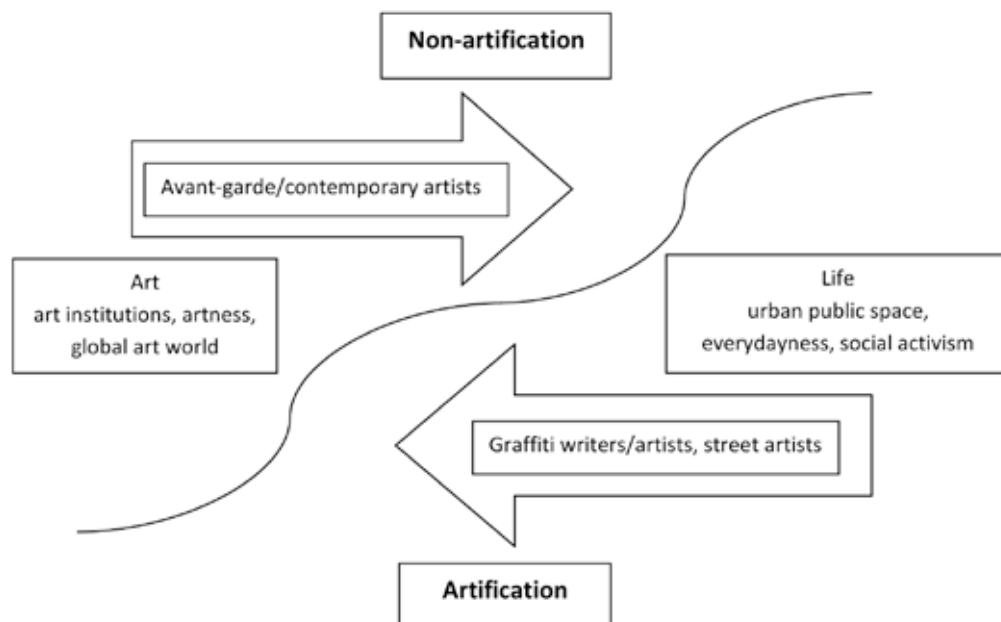 Non-artification
Avant-garde/contemporary artists
Art
art institutions, artness,
global art world
Life
urban public space,
everydayness, social activism
Graffiti writers/artists, street artists
Artification